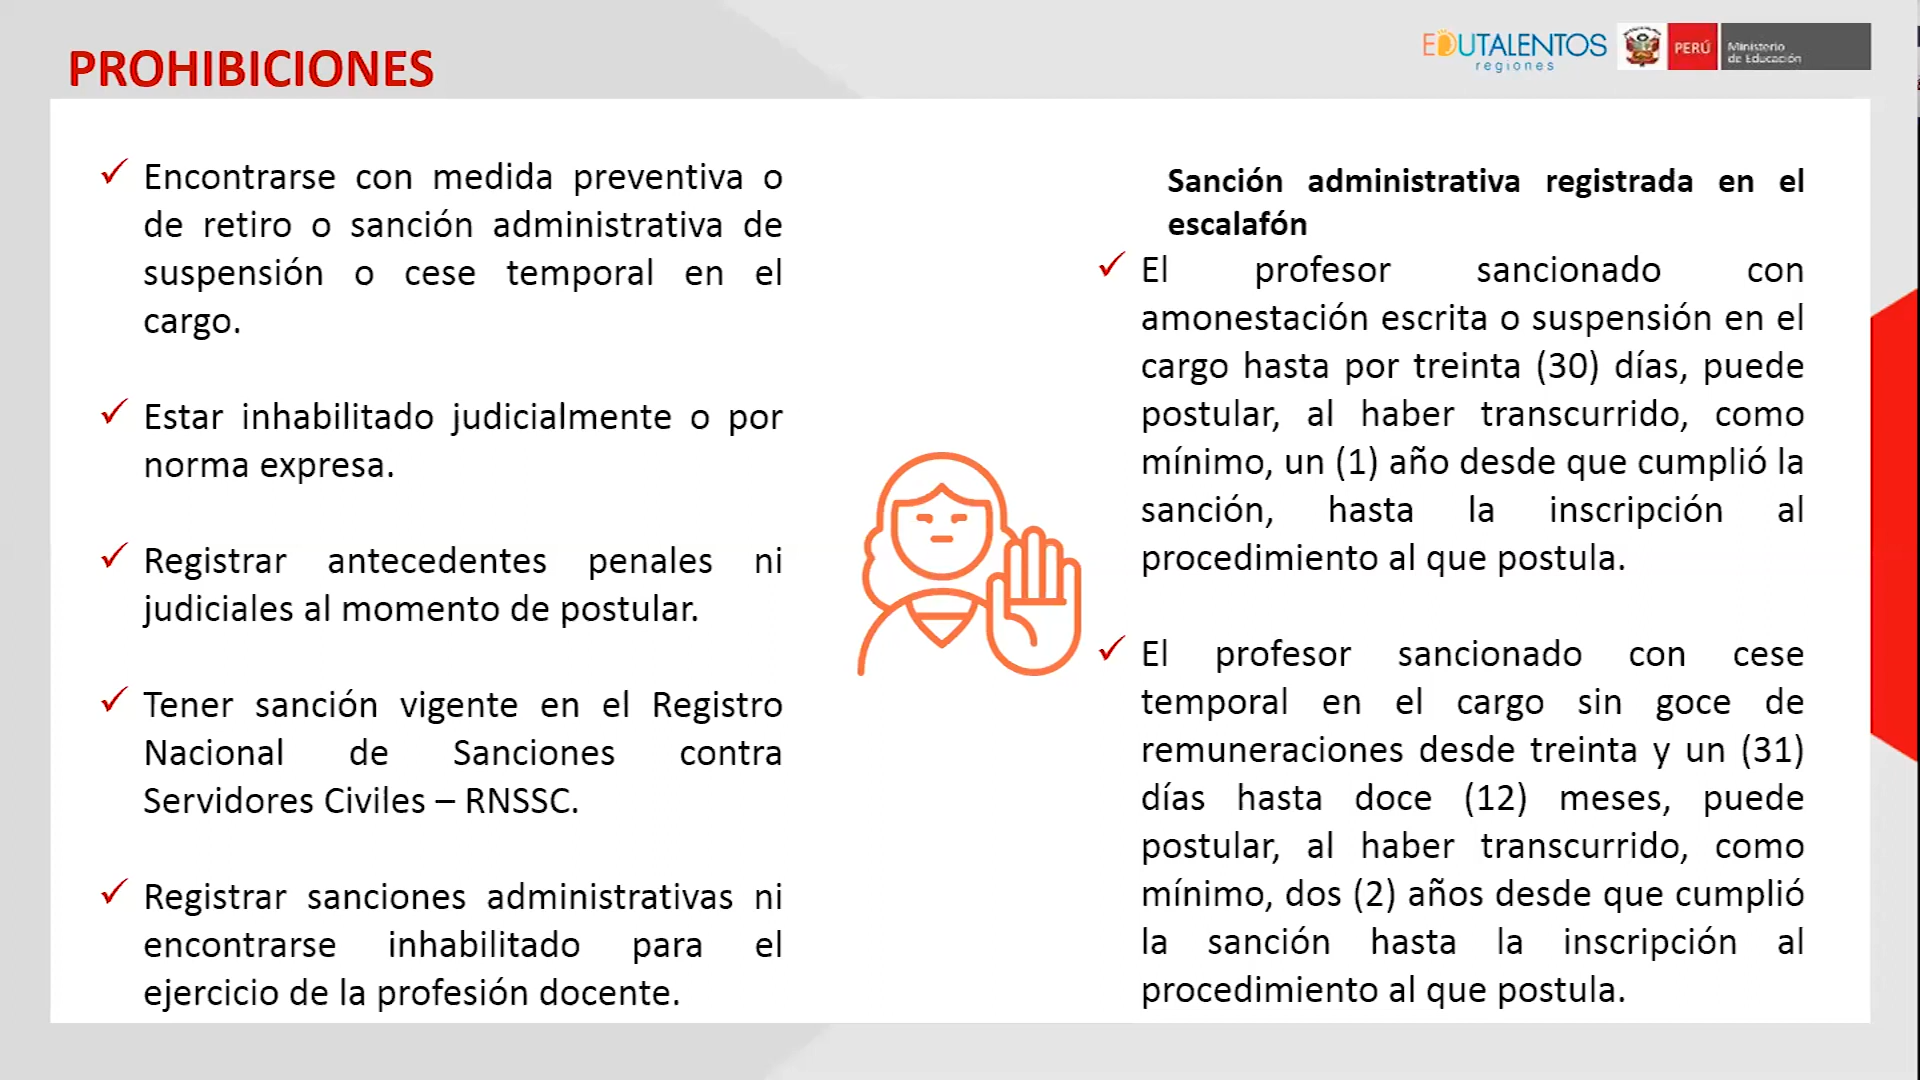 PROHIBICIONES
EDUTALENTOS
regiones
PERÚ
Ministerio
de Educación
Encontrarse con medida preventiva o
de retiro o sanción administrativa de
suspensión o cese temporal en el
cargo.
Estar inhabilitado judicialmente o por
norma expresa.
Registrar antecedentes penales ni
judiciales al momento de postular.
Tener sanción vigente en el Registro
Nacional de Sanciones contra
Servidores Civiles – RNSSC.
Registrar sanciones administrativas ni
encontrarse inhabilitado para el
ejercicio de la profesión docente.
Sanción administrativa registrada en el
escalafón
El profesor sancionado con
amonestación escrita o suspensión en el
cargo hasta por treinta (30) días, puede
postular, al haber transcurrido, como
mínimo, un (1) año desde que cumplió la
sanción, hasta la inscripción al
procedimiento al que postula.
El profesor sancionado con cese
temporal en el cargo sin goce de
remuneraciones desde treinta y un (31)
días hasta doce (12) meses, puede
postular, al haber transcurrido, como
mínimo, dos (2) años desde que cumplió
la sanción hasta la inscripción al
procedimiento al que postula.